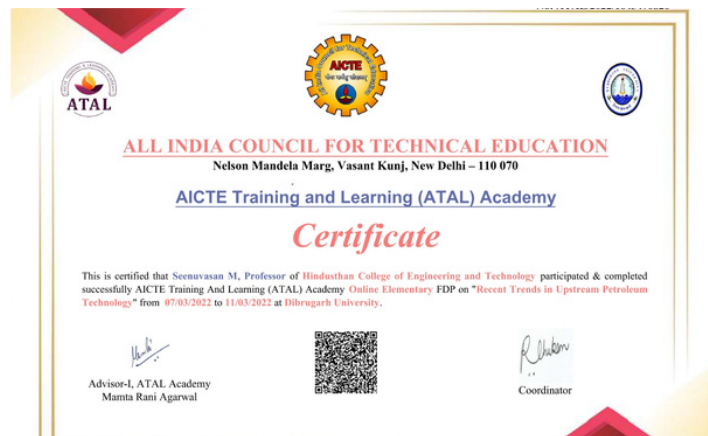 ATAL
AICTE
ALL INDIA COUNCIL FOR TECHNICAL EDUCATION
Nelson Mandela Marg, Vasant Kunj, New Delhi – 110 070
AICTE Training and Learning (ATAL) Academy
Certificate
This is certified that Seenuvasan M, Professor of Hindusthan College of Engineering and Technology participated & completed
successfully AICTE Training And Learning (ATAL) Academy Online Elementary FDP on "Recent Trends in Upstream Petroleum
Technology" from 07/03/2022 to 11/03/2022 at Dibrugarh University.
Advisor-I, ATAL Academy
Mamta Rani Agarwal
Coordinator